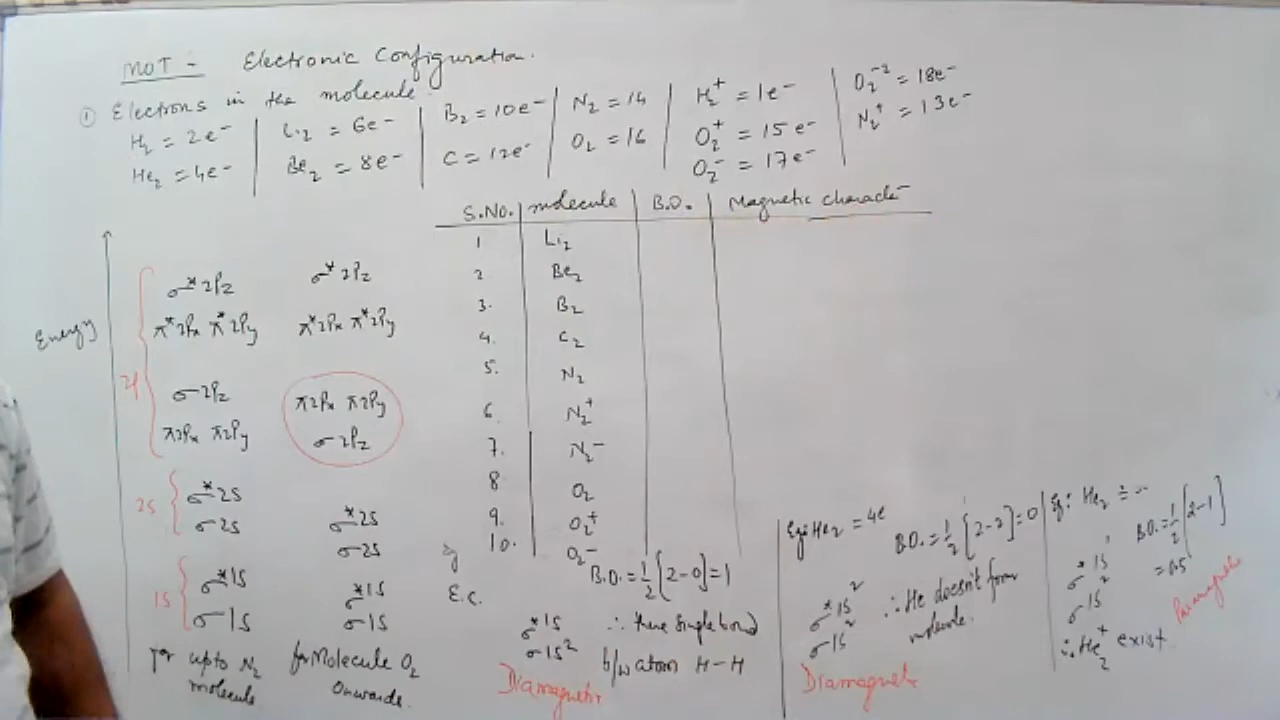 MOT - Electronic Configuration.
① Electrons in the molecule
H₂ = 2e⁻
He₂ = 4e⁻
Li₂ = 6e⁻
Be₂ = 8e⁻
B₂ = 10e⁻
C = 12e⁻
N₂ = 14
O₂ = 16
H₂⁺ = 1e⁻
O₂⁺ = 15e⁻
O₂⁻ = 17e⁻
O₂⁻² = 18e⁻
N₂⁺ = 13e⁻
S.No. molecule B.O. Magnetic
1 Li₂
2. Be₂
3. B₂
4. C₂
5. N₂
6. N₂⁺
7. N₂⁻
8 O₂
9. O₂⁺
10. O₂⁻
Energy
2p
2s
1s
σ*2Pz
π*2Px π*2Py
σ2Pz
π2Px π2Py
σ*2s
σ2s
σ*1s
σ1s
upto N₂
molecule
σ*2Pz
π*2Px π*2Py
π2Px π2Py
σ2Pz
σ*2s
σ2s
σ*1s
σ1s
for Molecule O₂
Onwards.
E.C.
B.O. = ½ [2-0] = 1
σ*1s
σ1s²
∴ single bond
b/w atom H-H
Diamagnetic
Eg: He₂ = 4e
B.O. = ½ [2-2] = 0
σ*1s²
σ1s²
∴ He doesn't form
molecule.
Diamagnetic
Eg: He₂
B.O. = ½ [2-1]
= 0.5
σ*1s¹
σ1s²
∴ He₂⁺ exist
Paramagnetic